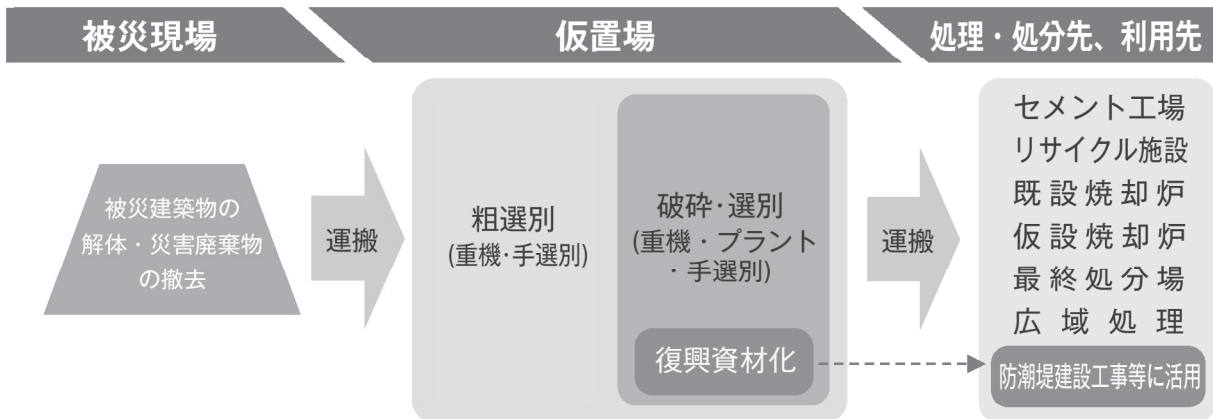 被災現場
仮置場
処理・処分先、利用先
被災建築物の
解体・災害廃棄物
の撤去
運搬
粗選別
(重機･手選別)
破砕･選別
(重機・プラント
・手選別)
復興資材化
運搬
セメント工場
リサイクル施設
既設焼却炉
仮設焼却炉
最終処分場
広域処理
防潮堤建設工事等に活用